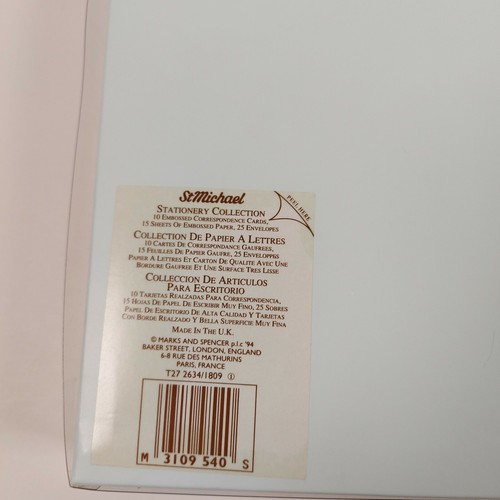 StMichael
STATIONERY COLLECTION
10 EMBOSSED CORRESPONDENCE CARDS,
15 SHEETS OF EMBOSSED PAPER, 25 ENVELOPES
PEEL HERE
COLLECTION DE PAPIER A LETTRES
10 CARTES DE CORRESPONDANCE GAUFREES,
15 FEUILLES DE PAPIER GAUFRE, 25 ENVELOPPES
PAPIER A LETTRES ET CARTON DE QUALITE AVEC UNE
BORDURE GAUFREE ET UNE SURFACE TRES LISSE
COLLECCION DE ARTICULOS
PARA ESCRITORIO
10 TARJETAS REALZADAS PARA CORRESPONDENCIA,
15 HOJAS DE PAPEL DE ESCRIBIR MUY FINO, 25 SOBRES
PAPEL DE ESCRITORIO DE ALTA CALIDAD Y TARJETAS
CON BORDE REALZADO Y BELLA SUPERFICIE MUY FINA
MADE IN THE U.K.
© MARKS AND SPENCER p.l.c '94
BAKER STREET, LONDON, ENGLAND
6-8 RUE DES MATHURINS
PARIS, FRANCE
T27 2634/1809 ①
M 3109 540 S